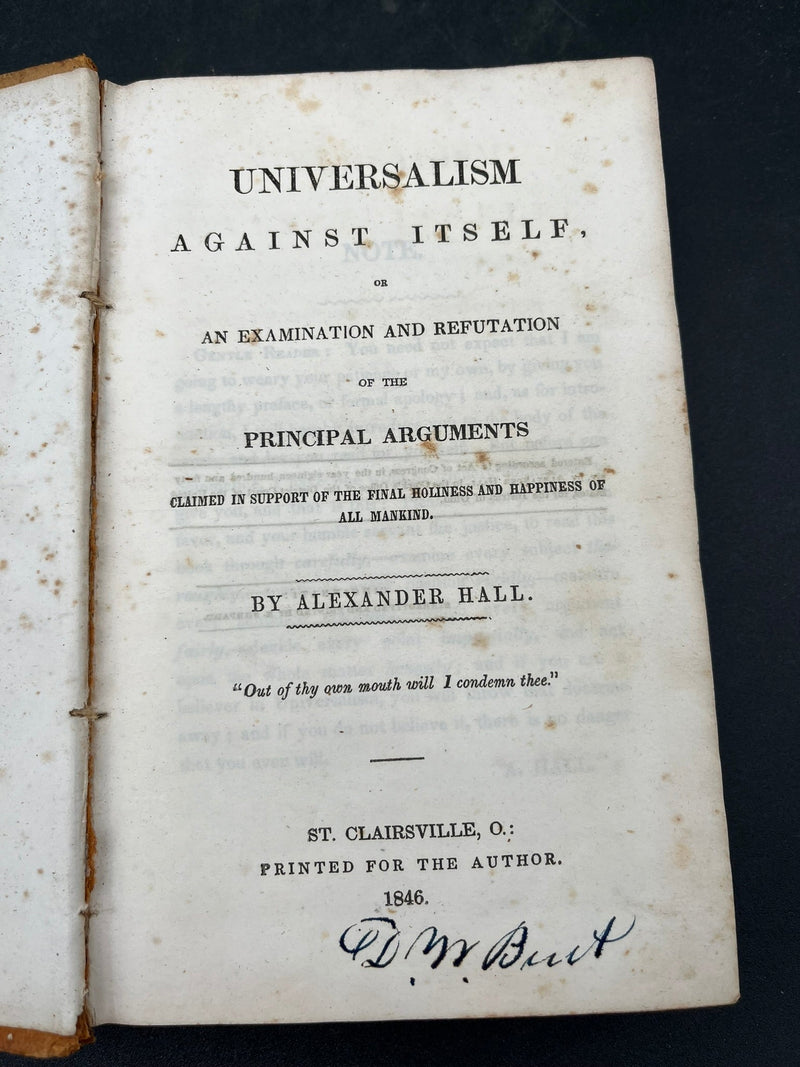 UNIVERSALISM
AGAINST ITSELF,
OR
AN EXAMINATION AND REFUTATION
OF THE
PRINCIPAL ARGUMENTS
CLAIMED IN SUPPORT OF THE FINAL HOLINESS AND HAPPINESS OF
ALL MANKIND.
BY ALEXANDER HALL.
"Out of thy own mouth will I condemn thee."
ST. CLAIRSVILLE, O.:
PRINTED FOR THE AUTHOR.
1846.